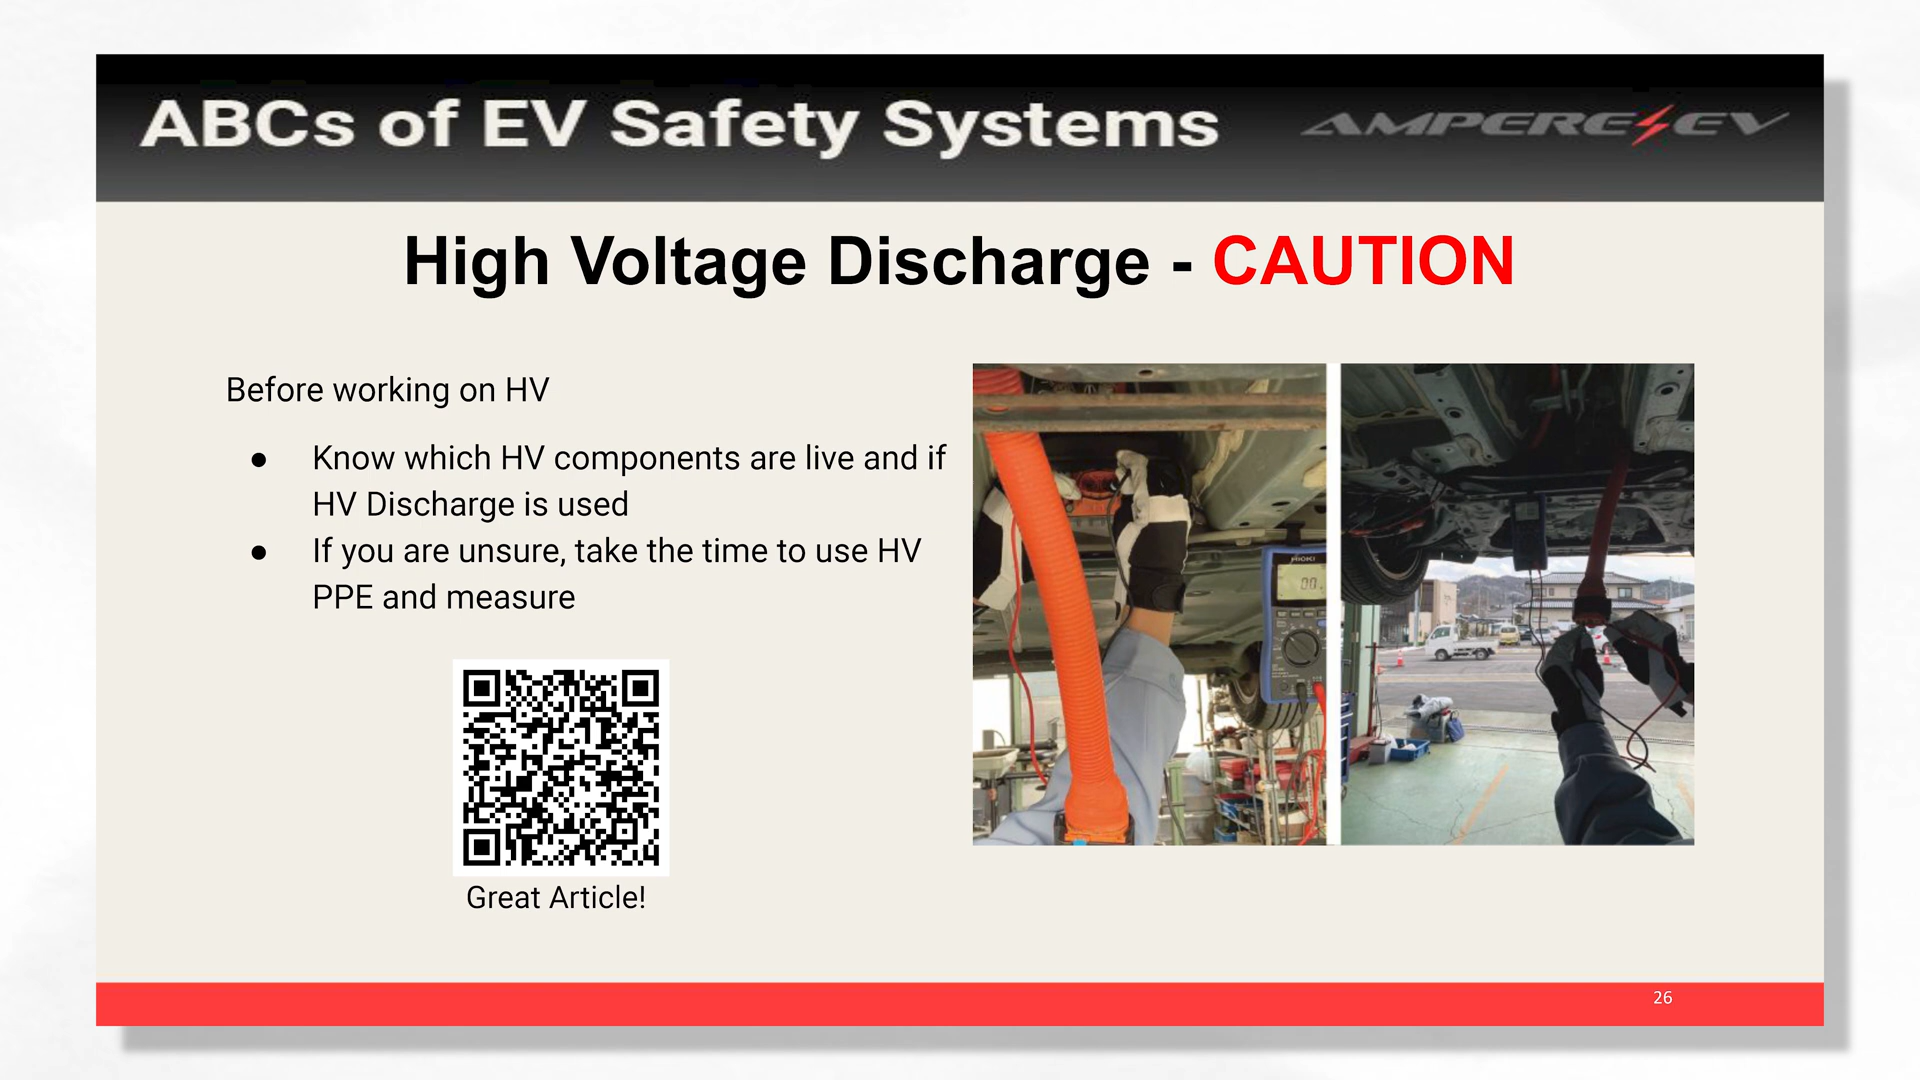 ABCs of EV Safety Systems
AMPERE EV
High Voltage Discharge - CAUTION
Before working on HV
● Know which HV components are live and if
HV Discharge is used
● If you are unsure, take the time to use HV
PPE and measure
HIOKI
Great Article!
26